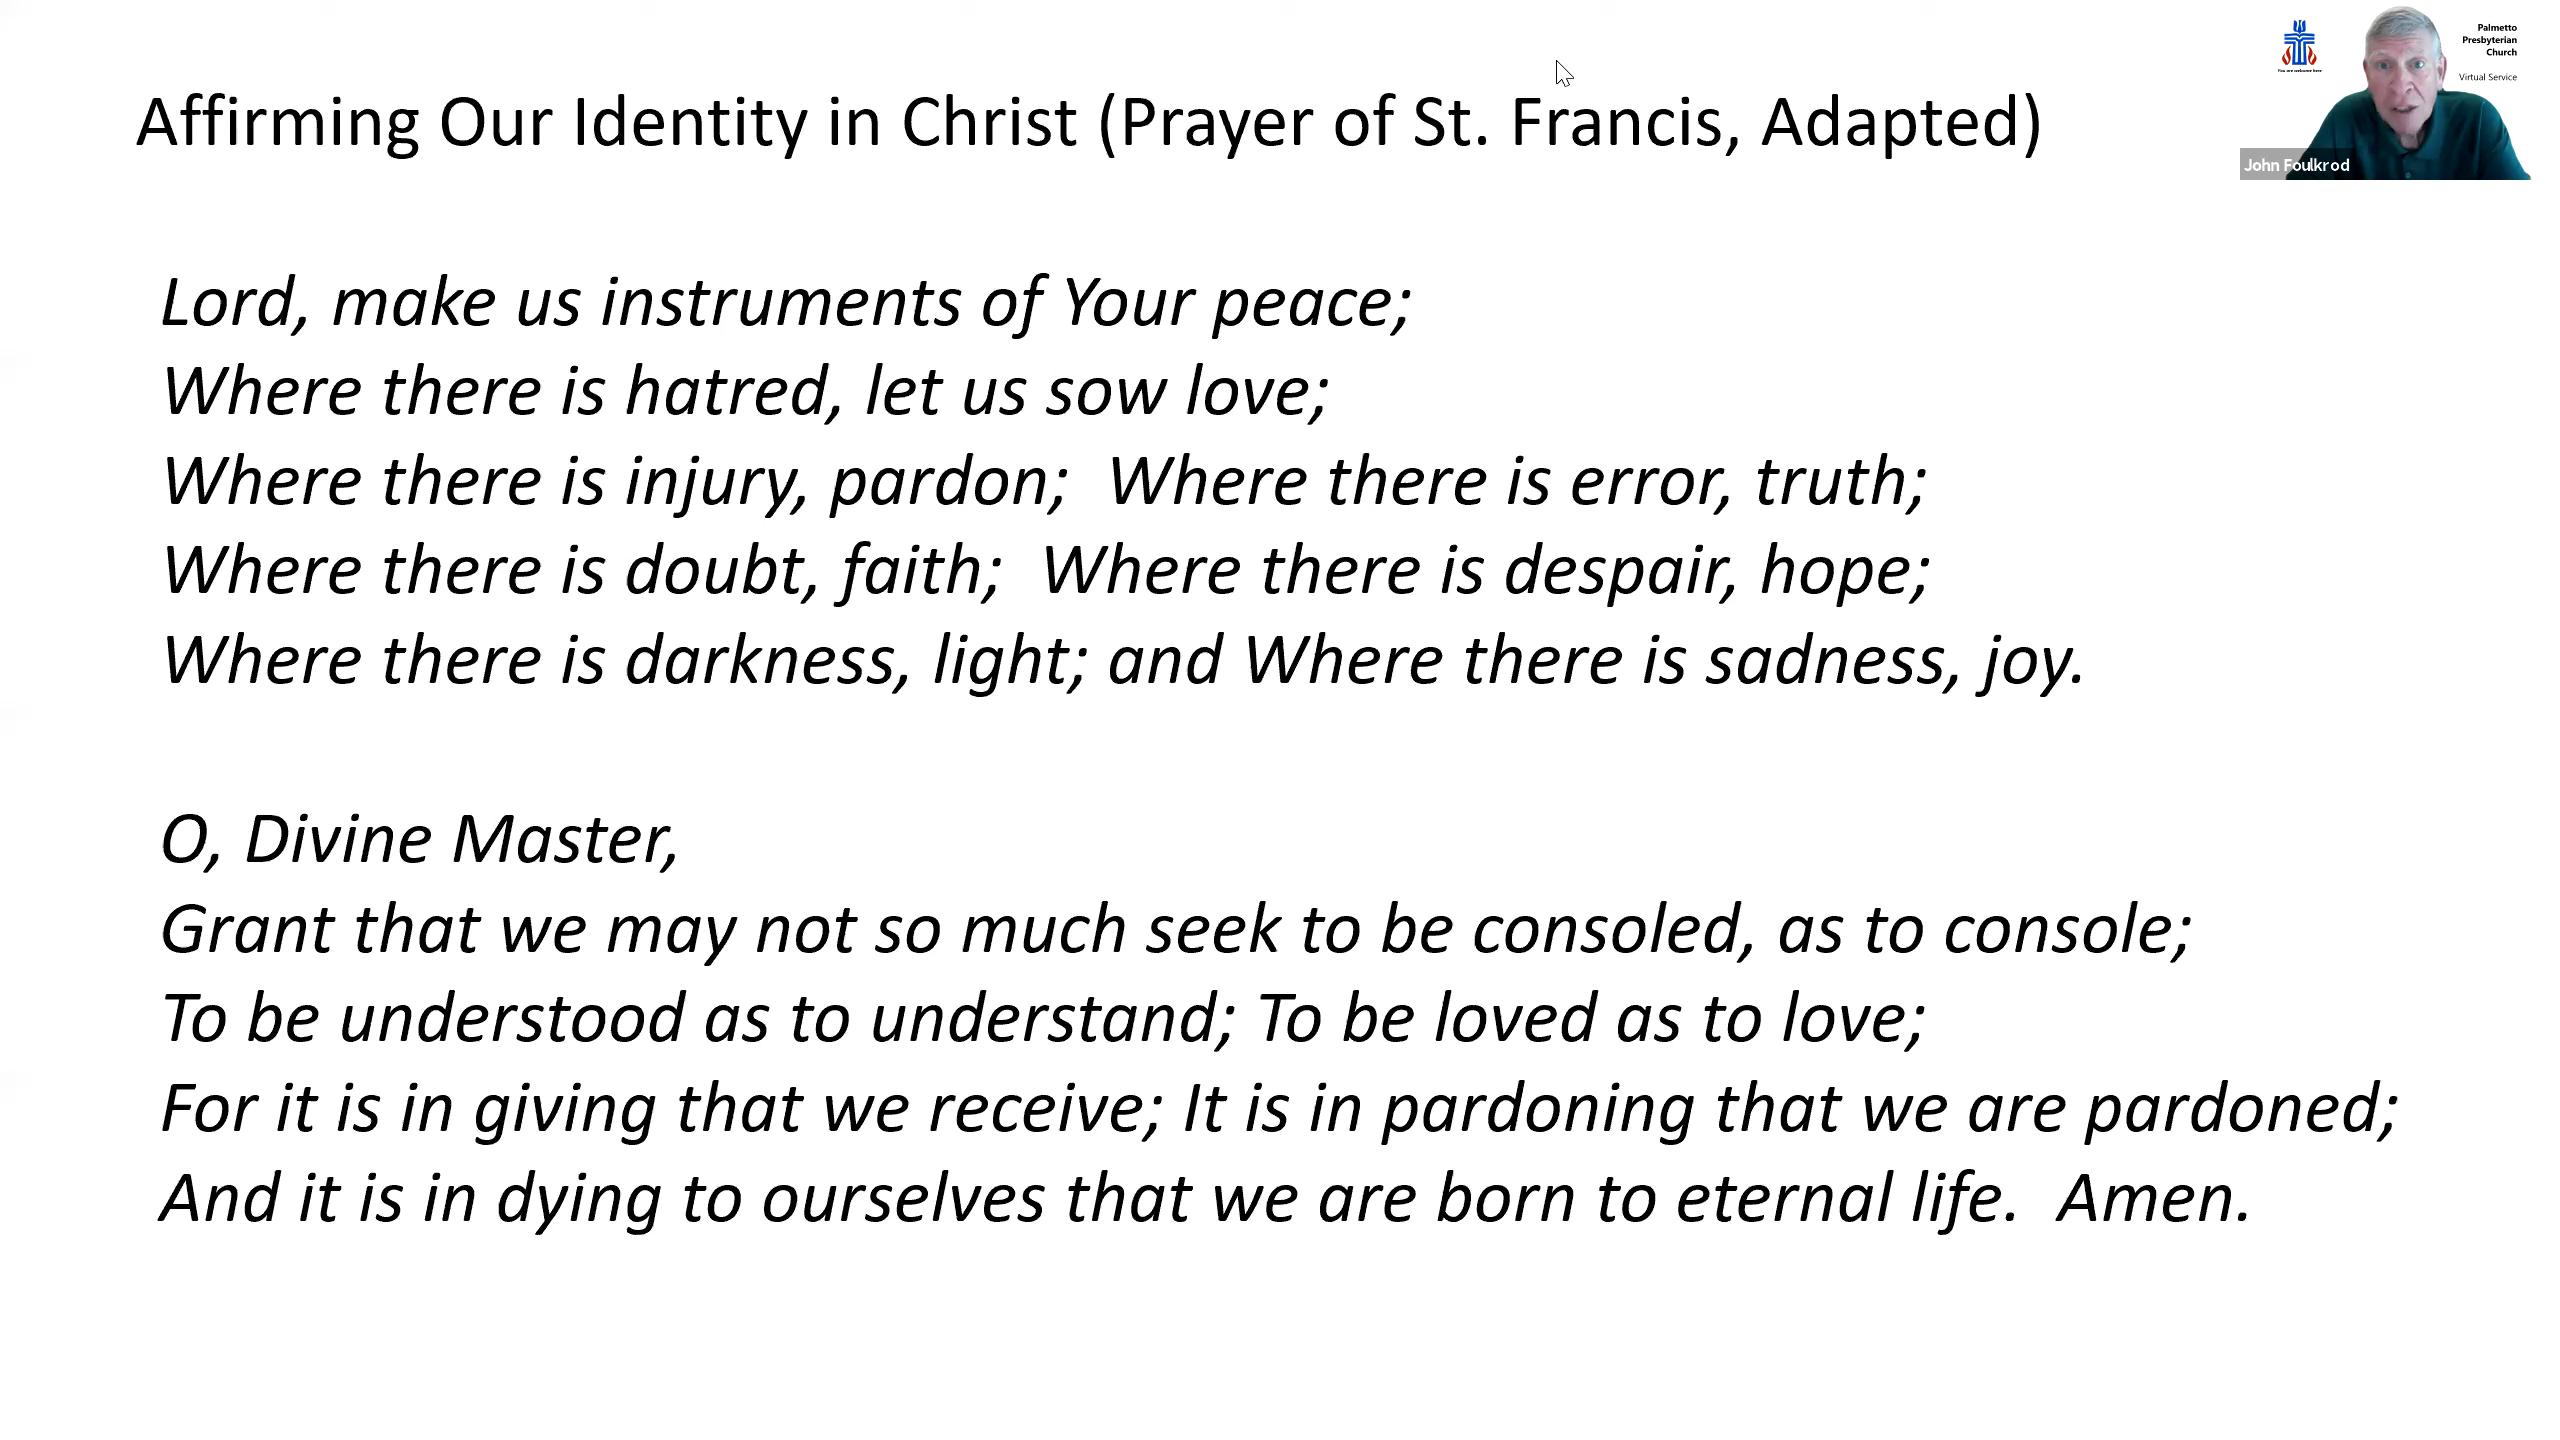 Affirming Our Identity in Christ (Prayer of St. Francis, Adapted)
Palmetto
Presbyterian
Church
You are welcome here
Virtual Service
John Foulkrod
Lord, make us instruments of Your peace;
Where there is hatred, let us sow love;
Where there is injury, pardon;  Where there is error, truth;
Where there is doubt, faith;  Where there is despair, hope;
Where there is darkness, light; and Where there is sadness, joy.
O, Divine Master,
Grant that we may not so much seek to be consoled, as to console;
To be understood as to understand; To be loved as to love;
For it is in giving that we receive; It is in pardoning that we are pardoned;
And it is in dying to ourselves that we are born to eternal life.  Amen.